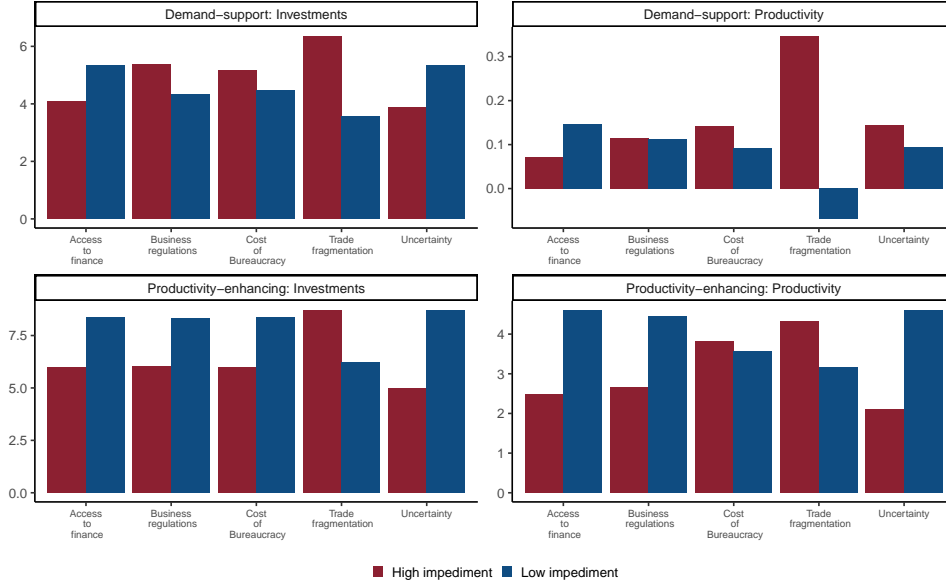 Demand−support: Investments
Demand−support: Productivity
6
4
2
0
0.3
0.2
0.1
0.0
Access
to
finance
Business
regulations
Cost
of
Bureaucracy
Trade
fragmentation
Uncertainty
Access
to
finance
Business
regulations
Cost
of
Bureaucracy
Trade
fragmentation
Uncertainty
Productivity−enhancing: Investments
Productivity−enhancing: Productivity
7.5
5.0
2.5
0.0
4
3
2
1
0
Access
to
finance
Business
regulations
Cost
of
Bureaucracy
Trade
fragmentation
Uncertainty
Access
to
finance
Business
regulations
Cost
of
Bureaucracy
Trade
fragmentation
Uncertainty
High impediment Low impediment